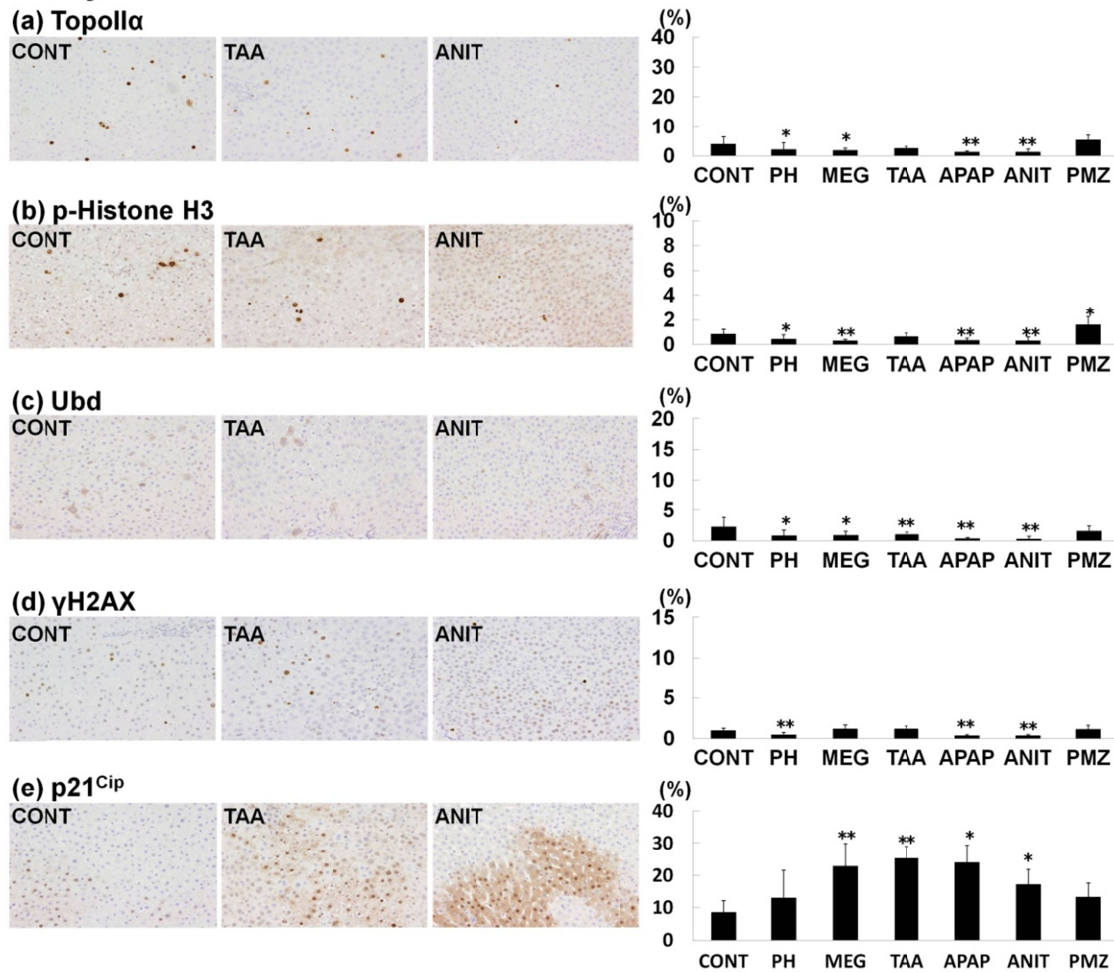 (a) TopoIIα
CONT TAA ANIT
(%)
40
30
20
10
0
* * ** **
CONT PH MEG TAA APAP ANIT PMZ
(b) p-Histone H3
CONT TAA ANIT
(%)
10
8
6
4
2
0
* ** ** ** *
CONT PH MEG TAA APAP ANIT PMZ
(c) Ubd
CONT TAA ANIT
(%)
20
15
10
5
0
* * ** ** **
CONT PH MEG TAA APAP ANIT PMZ
(d) γH2AX
CONT TAA ANIT
(%)
15
10
5
0
** ** **
CONT PH MEG TAA APAP ANIT PMZ
(e) p21Cip
CONT TAA ANIT
(%)
40
30
20
10
0
** ** * *
CONT PH MEG TAA APAP ANIT PMZ